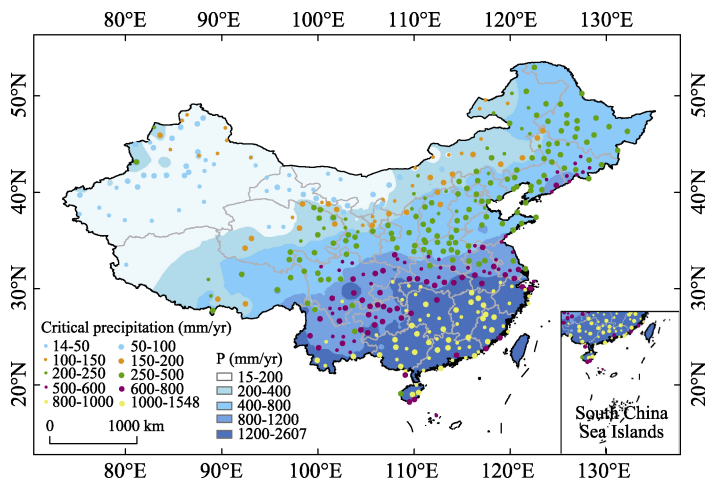 80°E 90°E 100°E 110°E 120°E 130°E
50°N 50°N
40°N 40°N
30°N 30°N
20°N 20°N
Critical precipitation (mm/yr)
14-50 50-100
100-150 150-200
200-250 250-500
500-600 600-800
800-1000 1000-1548
0 1000 km
P (mm/yr)
15-200
200-400
400-800
800-1200
1200-2607
South China
Sea Islands
80°E 90°E 100°E 110°E 120°E 130°E